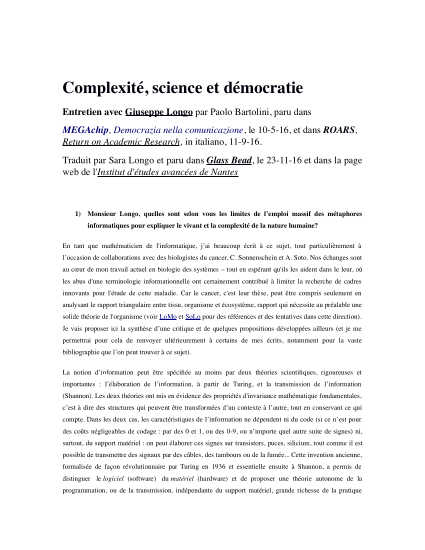 Complexité, science et démocratie
Entretien avec Giuseppe Longo par Paolo Bartolini, paru dans
MEGAchip, Democrazia nella comunicazione, le 10-5-16, et dans ROARS,
Return on Academic Research, en italien, 11-9-16.
Traduit par Sara Longo et paru dans Glass Bead, le 23-11-16 et dans la page
web de l'Institut d'études avancées de Nantes
1) Monsieur Longo, quelles sont selon vous les limites de l'emploi massif des métaphores
informatiques pour expliquer le vivant et la complexité de la nature humaine?
En tant que mathématicien de l'informatique, j'ai beaucoup écrit à ce sujet, tout particulièrement à
l'occasion de collaborations avec des biologistes du cancer, C. Sonnenschein et A. Soto. Nos échanges sont
au cœur de mon travail actuel en biologie des systèmes – tout en espérant qu'ils les aident dans le leur, où
les abus d'une terminologie informationnelle ont certainement contribué à limiter la recherche de cadres
innovants pour l'étude de cette maladie. Car le cancer, c'est leur thèse, peut être compris seulement en
analysant le rapport triangulaire entre tissu, organisme et écosystème, rapport qui nécessite au préalable une
solide théorie de l'organisme (voir LoMo et SoLo pour des références et des tentatives dans cette direction).
Je vais proposer ici la synthèse d'une critique et de quelques propositions développées ailleurs (et je me
permettrai pour cela de renvoyer ultérieurement à certains de mes écrits, notamment pour la vaste
bibliographie que l'on peut trouver à ce sujet.
La notion d'information peut être spécifiée au moins par deux théories scientifiques, rigoureuses et
importantes : l'élaboration de l'information, à partir de Turing, et la transmission de l'information
(Shannon). Les deux théories ont mis en évidence des propriétés d'invariance mathématique fondamentales,
c'est à dire des structures qui peuvent être transformées d'un contexte à l'autre, tout en conservant ce qui
compte. Dans les deux cas, les caractéristiques de l'information ne dépendent ni du code (si ce n'est pour
des coûts négligeables de codage : par des 0 et 1, ou des 0-9, ou n'importe quel autre suite de signes) ni,
surtout, du support matériel : on peut élaborer ces signes sur transistors, puces, silicium, tout comme il est
possible de transmettre des signaux par des câbles, des tambours ou de la fumée... Cette invention ancienne,
formalisée de façon révolutionnaire par Turing en 1936 et essentielle ensuite à Shannon, a permis de
distinguer le logiciel (software) du matériel (hardware) et de proposer une théorie autonome de la
programmation, ou de la transmission, indépendante du support matériel, grande richesse de la pratique